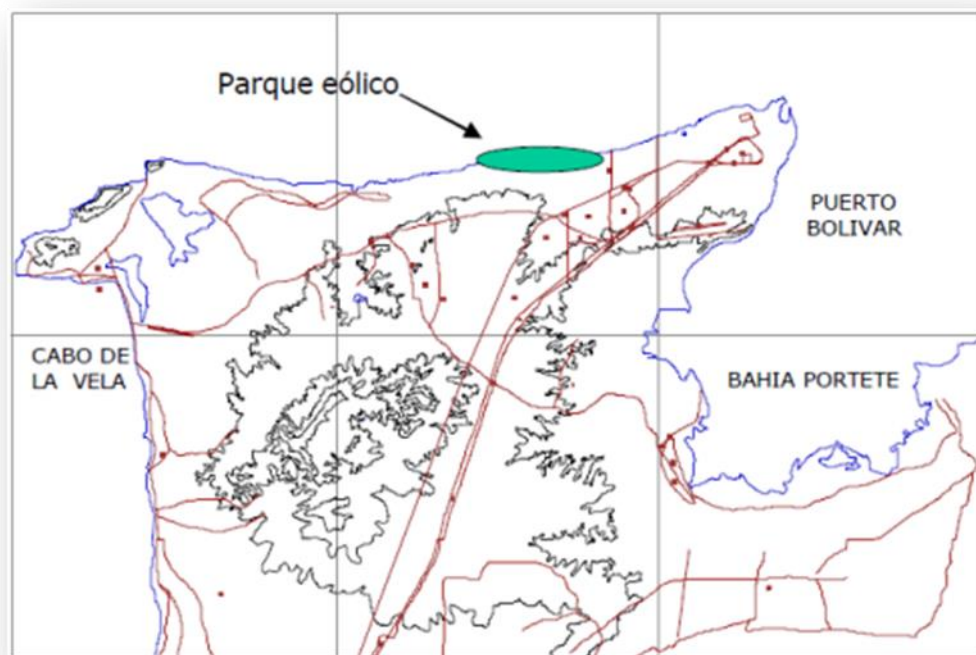 Parque eólico
PUERTO
BOLIVAR
CABO DE
LA VELA
BAHIA PORTETE